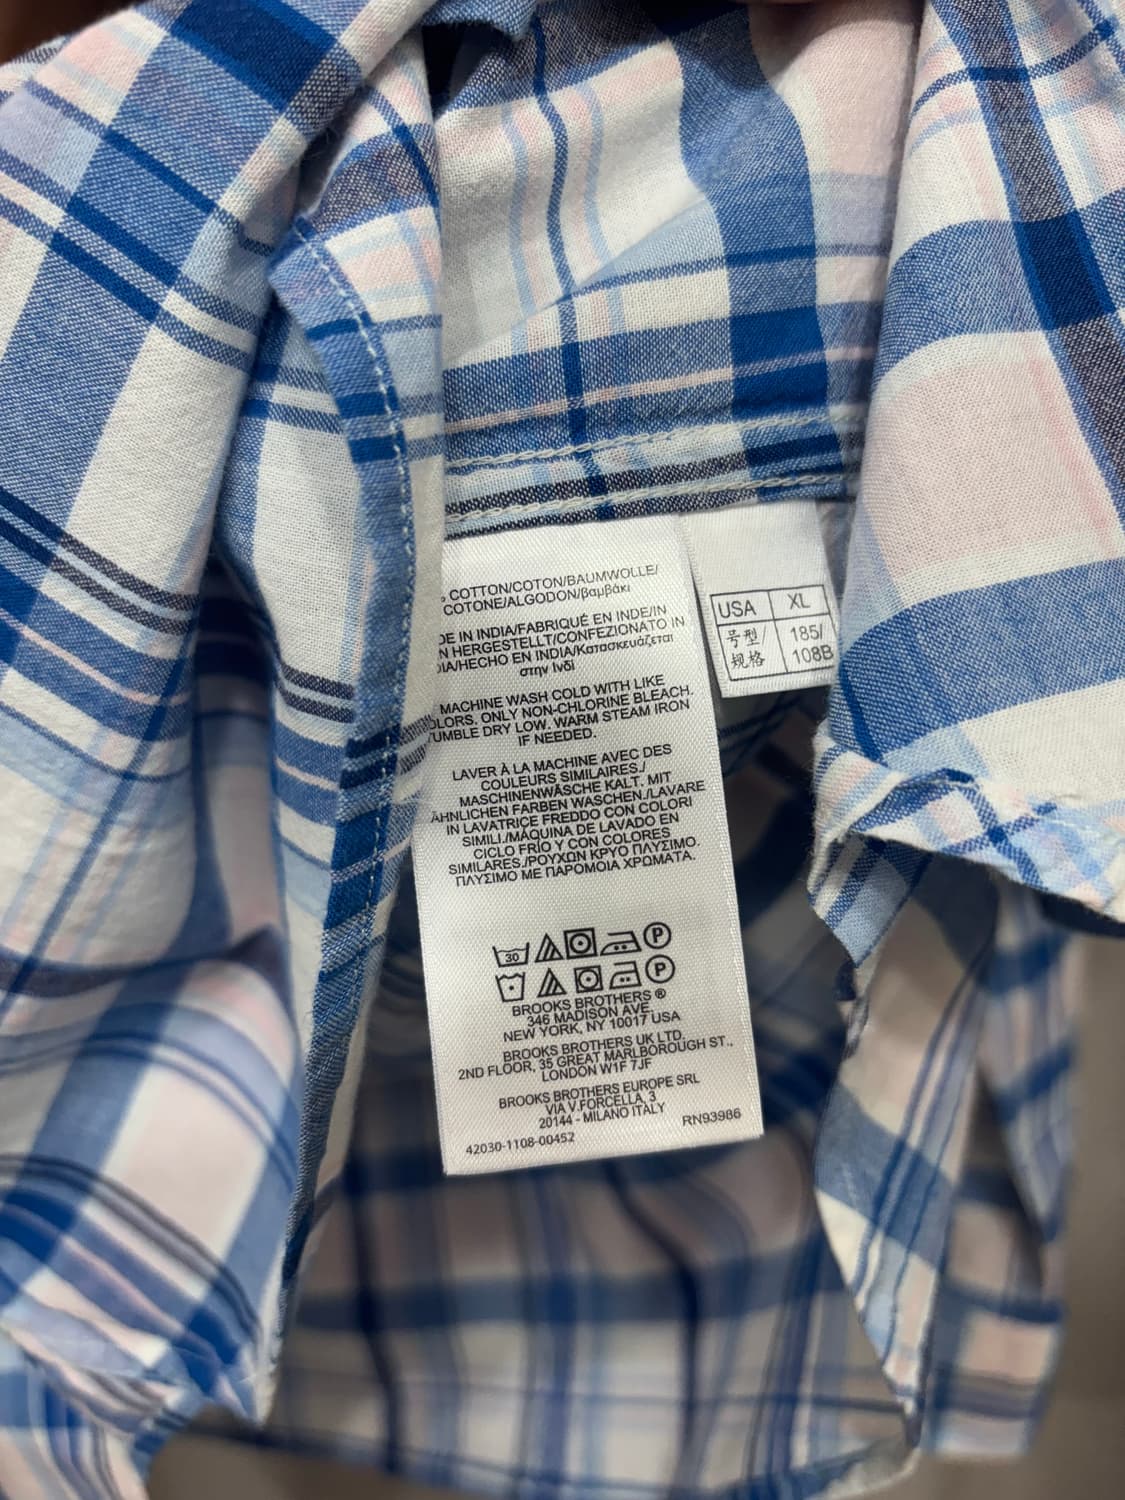 COTTON/COTON/BAUMWOLLE/
COTONE/ALGODON/βαμβάκι
DE IN INDIA/FABRIQUÉ EN INDE/IN
N HERGESTELLT/CONFEZIONATO IN
DIA/HECHO EN INDIA/Κατασκευάζεται
στην Ινδί
MACHINE WASH COLD WITH LIKE
OLORS. ONLY NON-CHLORINE BLEACH.
UMBLE DRY LOW. WARM STEAM IRON
IF NEEDED.
LAVER À LA MACHINE AVEC DES
COULEURS SIMILAIRES./
MASCHINENWÄSCHE KALT. MIT
ÄHNLICHEN FARBEN WASCHEN./LAVARE
IN LAVATRICE FREDDO CON COLORI
SIMILI./MÁQUINA DE LAVADO EN
CICLO FRÍO Y CON COLORES
SIMILARES./ΡΟΥΧΩΝ ΚΡΥΟ ΠΛΥΣΙΜΟ.
ΠΛΥΣΙΜΟ ΜΕ ΠΑΡΟΜΟΙΑ ΧΡΩΜΑΤΑ.
30 P
P
BROOKS BROTHERS ®
346 MADISON AVE
NEW YORK, NY 10017 USA
BROOKS BROTHERS UK LTD.
2ND FLOOR, 35 GREAT MARLBOROUGH ST.,
LONDON W1F 7JF
BROOKS BROTHERS EUROPE SRL
VIA V.FORCELLA, 3
20144 - MILANO ITALY
RN93986
42030-1108-00452
USA XL
号型/ 185/
规格 108B